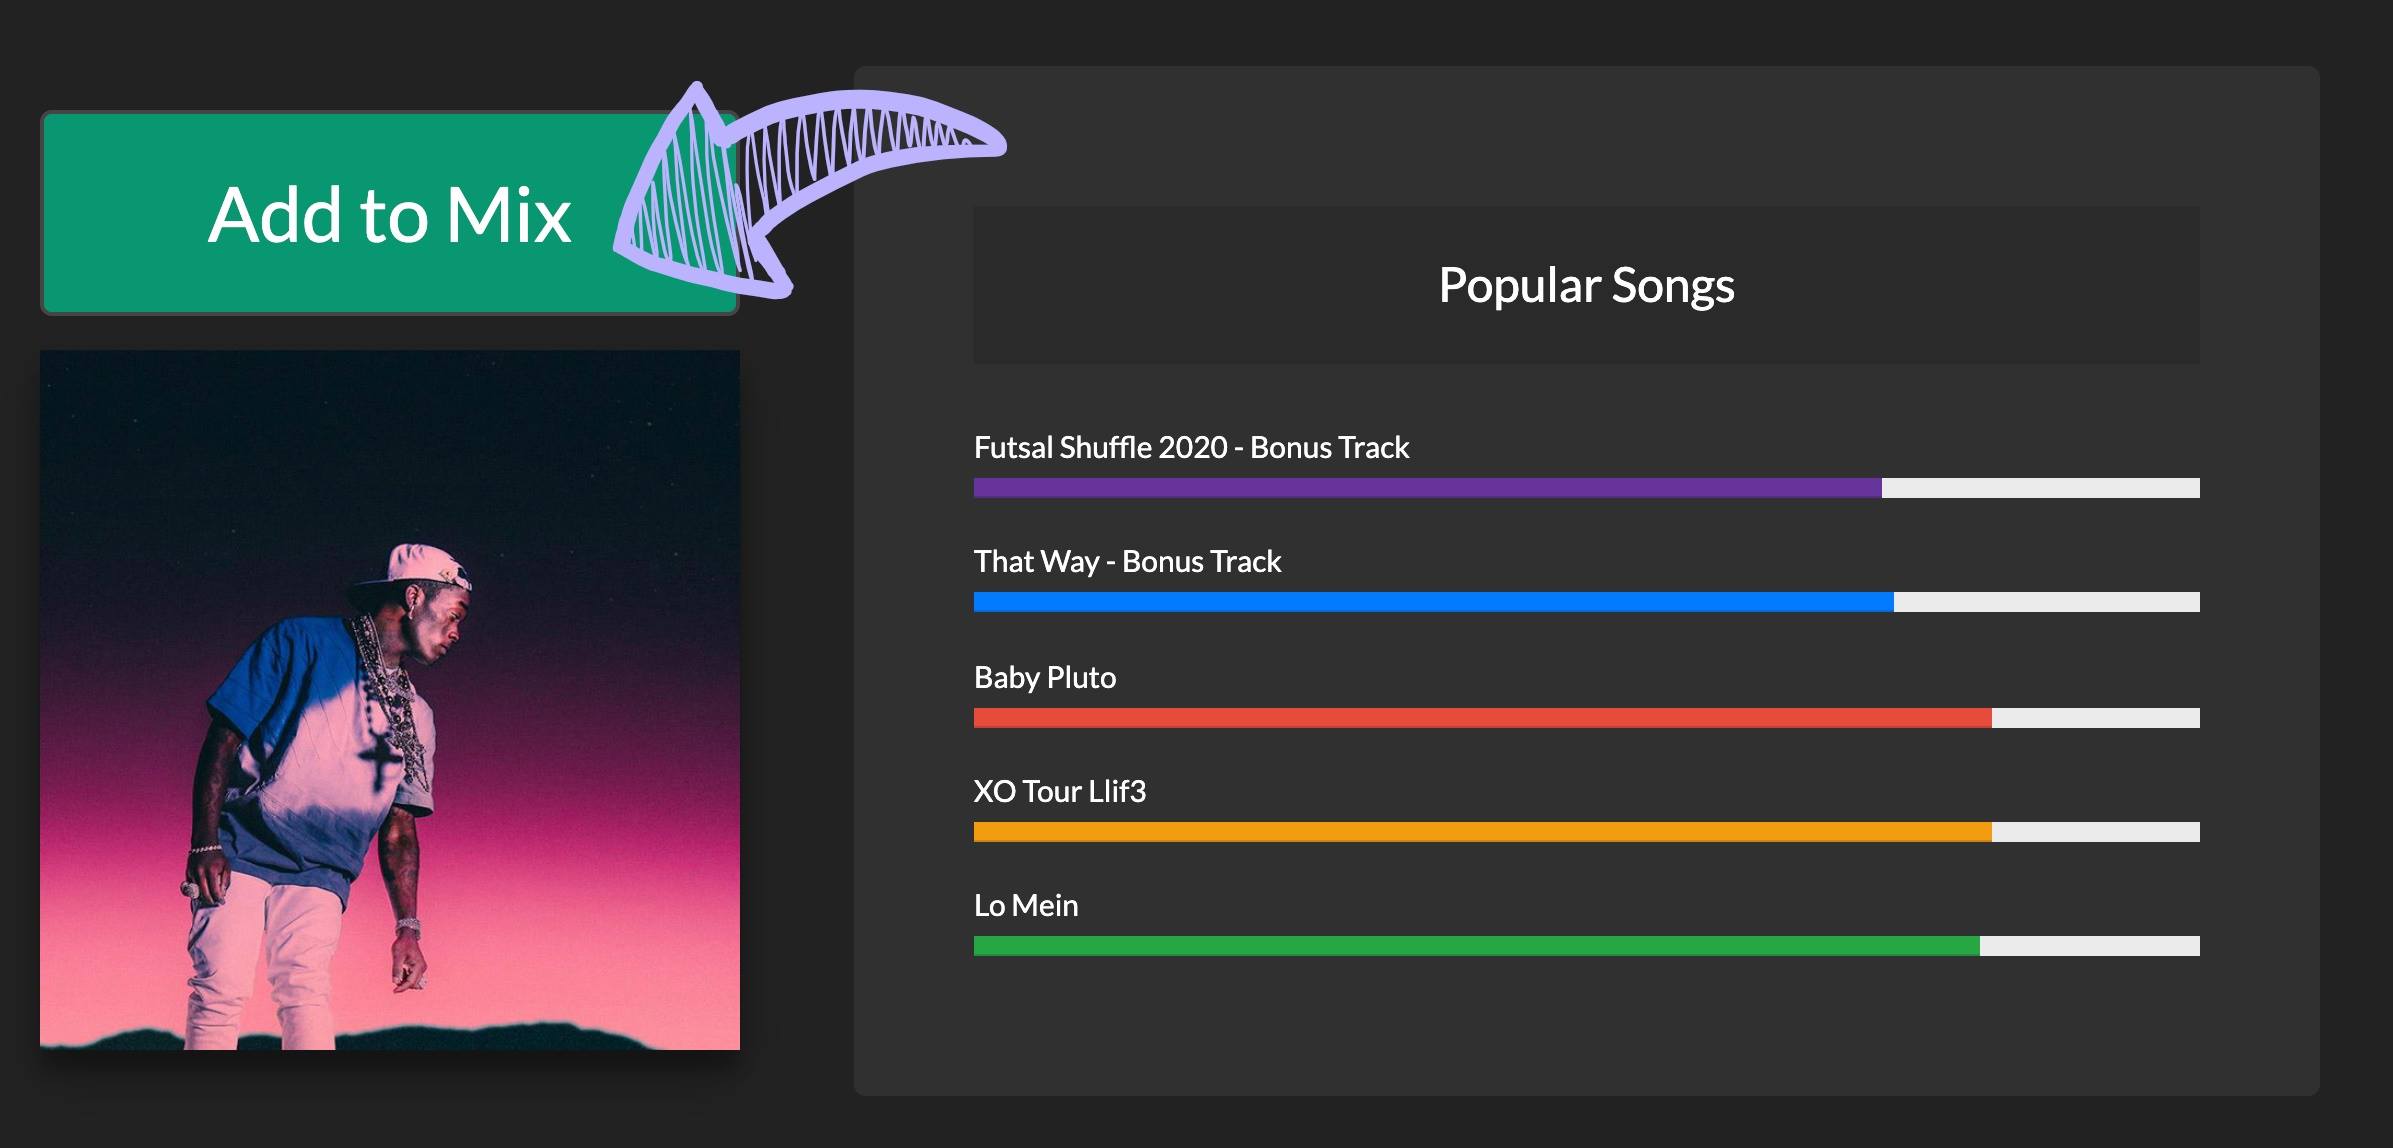 Add to Mix
Popular Songs
Futsal Shuffle 2020 - Bonus Track
That Way - Bonus Track
Baby Pluto
XO Tour Llif3
Lo Mein